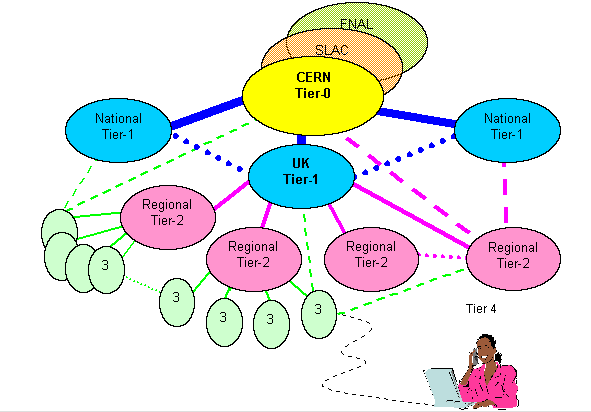 FNAL
SLAC
CERN
Tier-0
National
Tier-1
National
Tier-1
UK
Tier-1
Regional
Tier-2
Regional
Tier-2
Regional
Tier-2
Regional
Tier-2
3
3
3
3
3
Tier 4